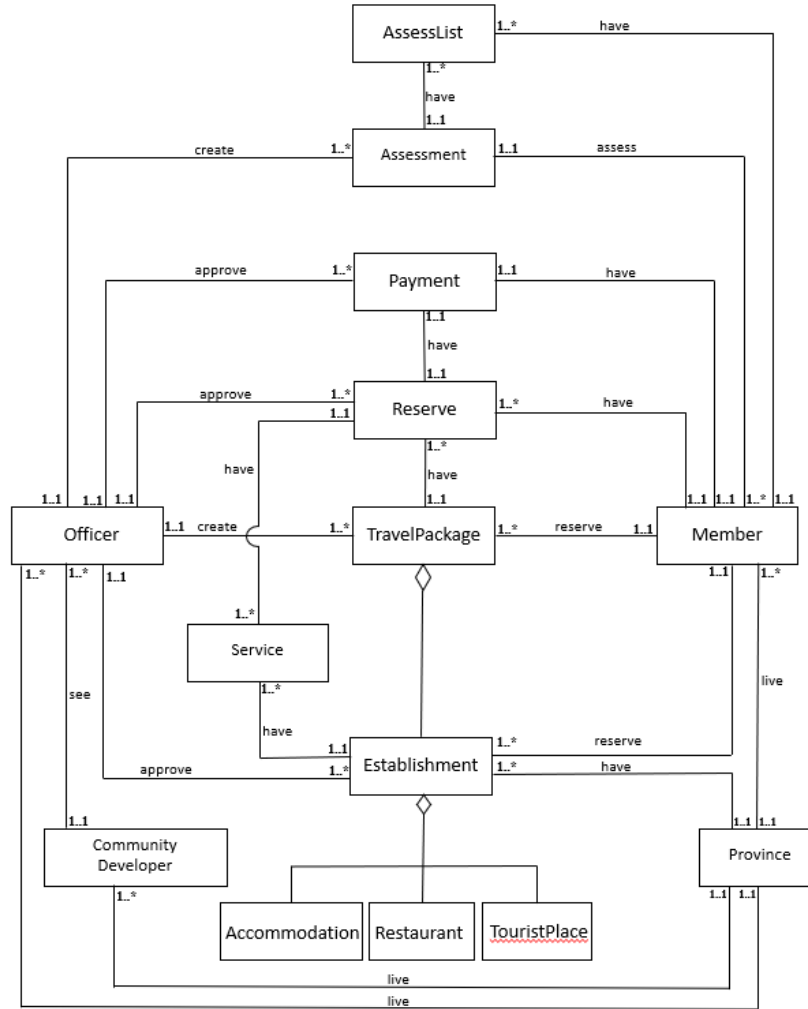 AssessList
1..*
have
1..*
have
1..1
create
1..*
Assessment
1..1
assess
approve
1..*
Payment
1..1
have
1..1
have
1..1
approve
1..*
1..1
Reserve
1..*
have
have
1..*
have
1..1
1..1
1..1
1..1
1..1
1..1
1..*
1..1
Officer
1..1
create
1..*
TravelPackage
1..*
reserve
1..1
Member
1..*
1..*
1..1
1..1
1..*
1..*
Service
see
live
1..*
have
1..1
1..*
reserve
approve
1..*
Establishment
1..*
have
1..1
1..1
1..1
Community
Developer
Province
1..*
1..1
1..1
Accommodation
Restaurant
TouristPlace
live
live